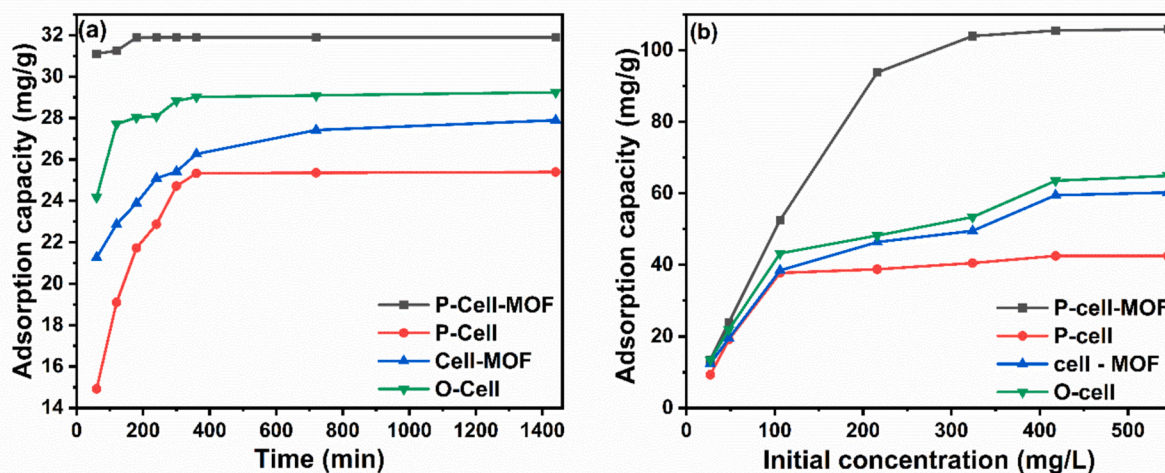 (a)
Adsorption capacity (mg/g)
32
30
28
26
24
22
20
18
16
14
0
200
400
600
800
1000
1200
1400
Time (min)
P-Cell-MOF
P-Cell
Cell-MOF
O-Cell
(b)
Adsorption capacity (mg/g)
100
80
60
40
20
0
0
100
200
300
400
500
Initial concentration (mg/L)
P-cell-MOF
P-cell
cell - MOF
O-cell